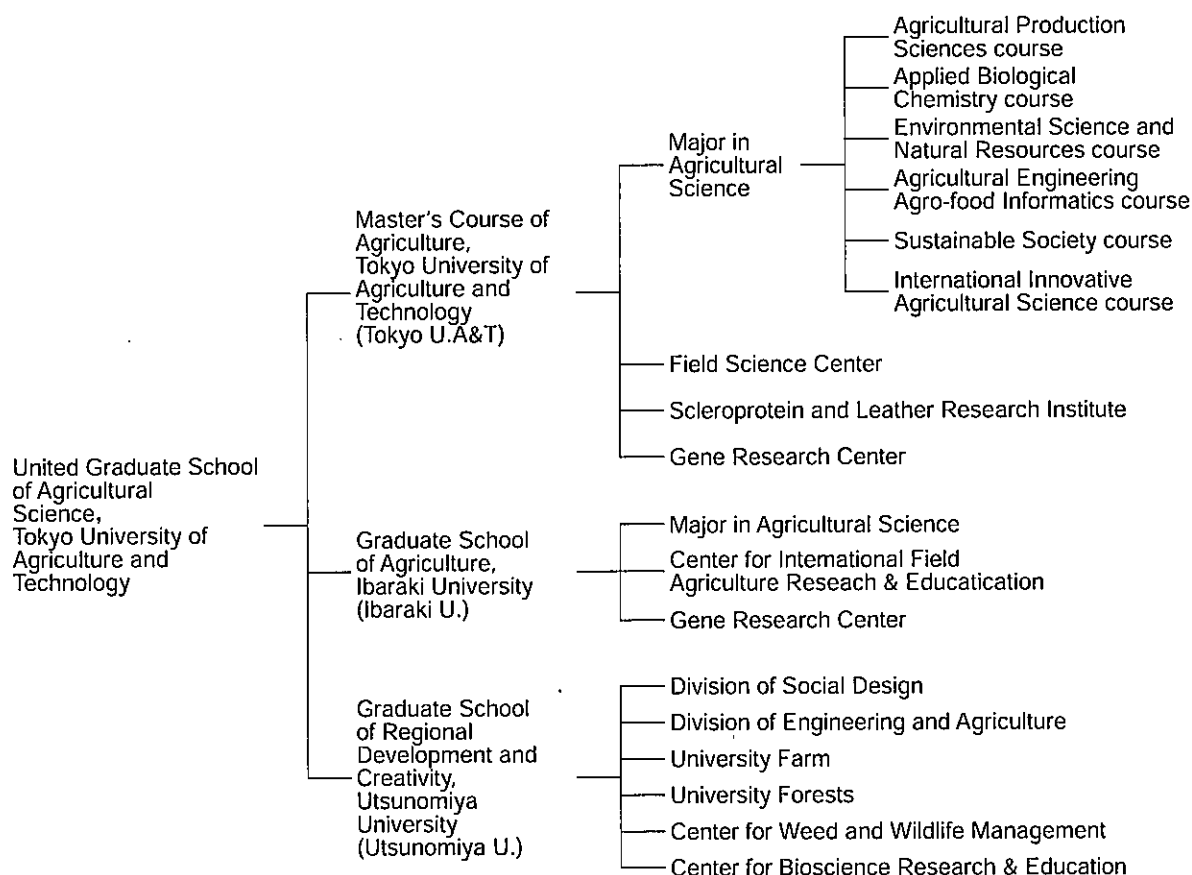 United Graduate School
of Agricultural
Science,
Tokyo University of
Agriculture and
Technology
Master's Course of
Agriculture,
Tokyo University of
Agriculture and
Technology
(Tokyo U.A&T)
Major in
Agricultural
Science
Agricultural Production
Sciences course
Applied Biological
Chemistry course
Environmental Science and
Natural Resources course
Agricultural Engineering
Agro-food Informatics course
Sustainable Society course
International Innovative
Agricultural Science course
Field Science Center
Scleroprotein and Leather Research Institute
Gene Research Center
Graduate School
of Agriculture,
Ibaraki University
(Ibaraki U.)
Major in Agricultural Science
Center for International Field
Agriculture Reseach & Educatication
Gene Research Center
Graduate School
of Regional
Development and
Creativity,
Utsunomiya
University
(Utsunomiya U.)
Division of Social Design
Division of Engineering and Agriculture
University Farm
University Forests
Center for Weed and Wildlife Management
Center for Bioscience Research & Education